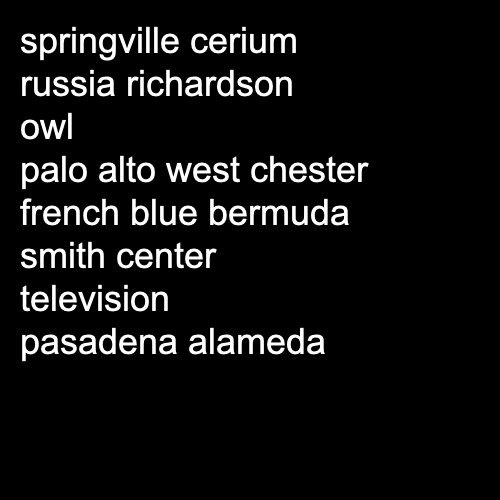 springville cerium
russia richardson
owl
palo alto west chester
french blue bermuda
smith center
television
pasadena alameda